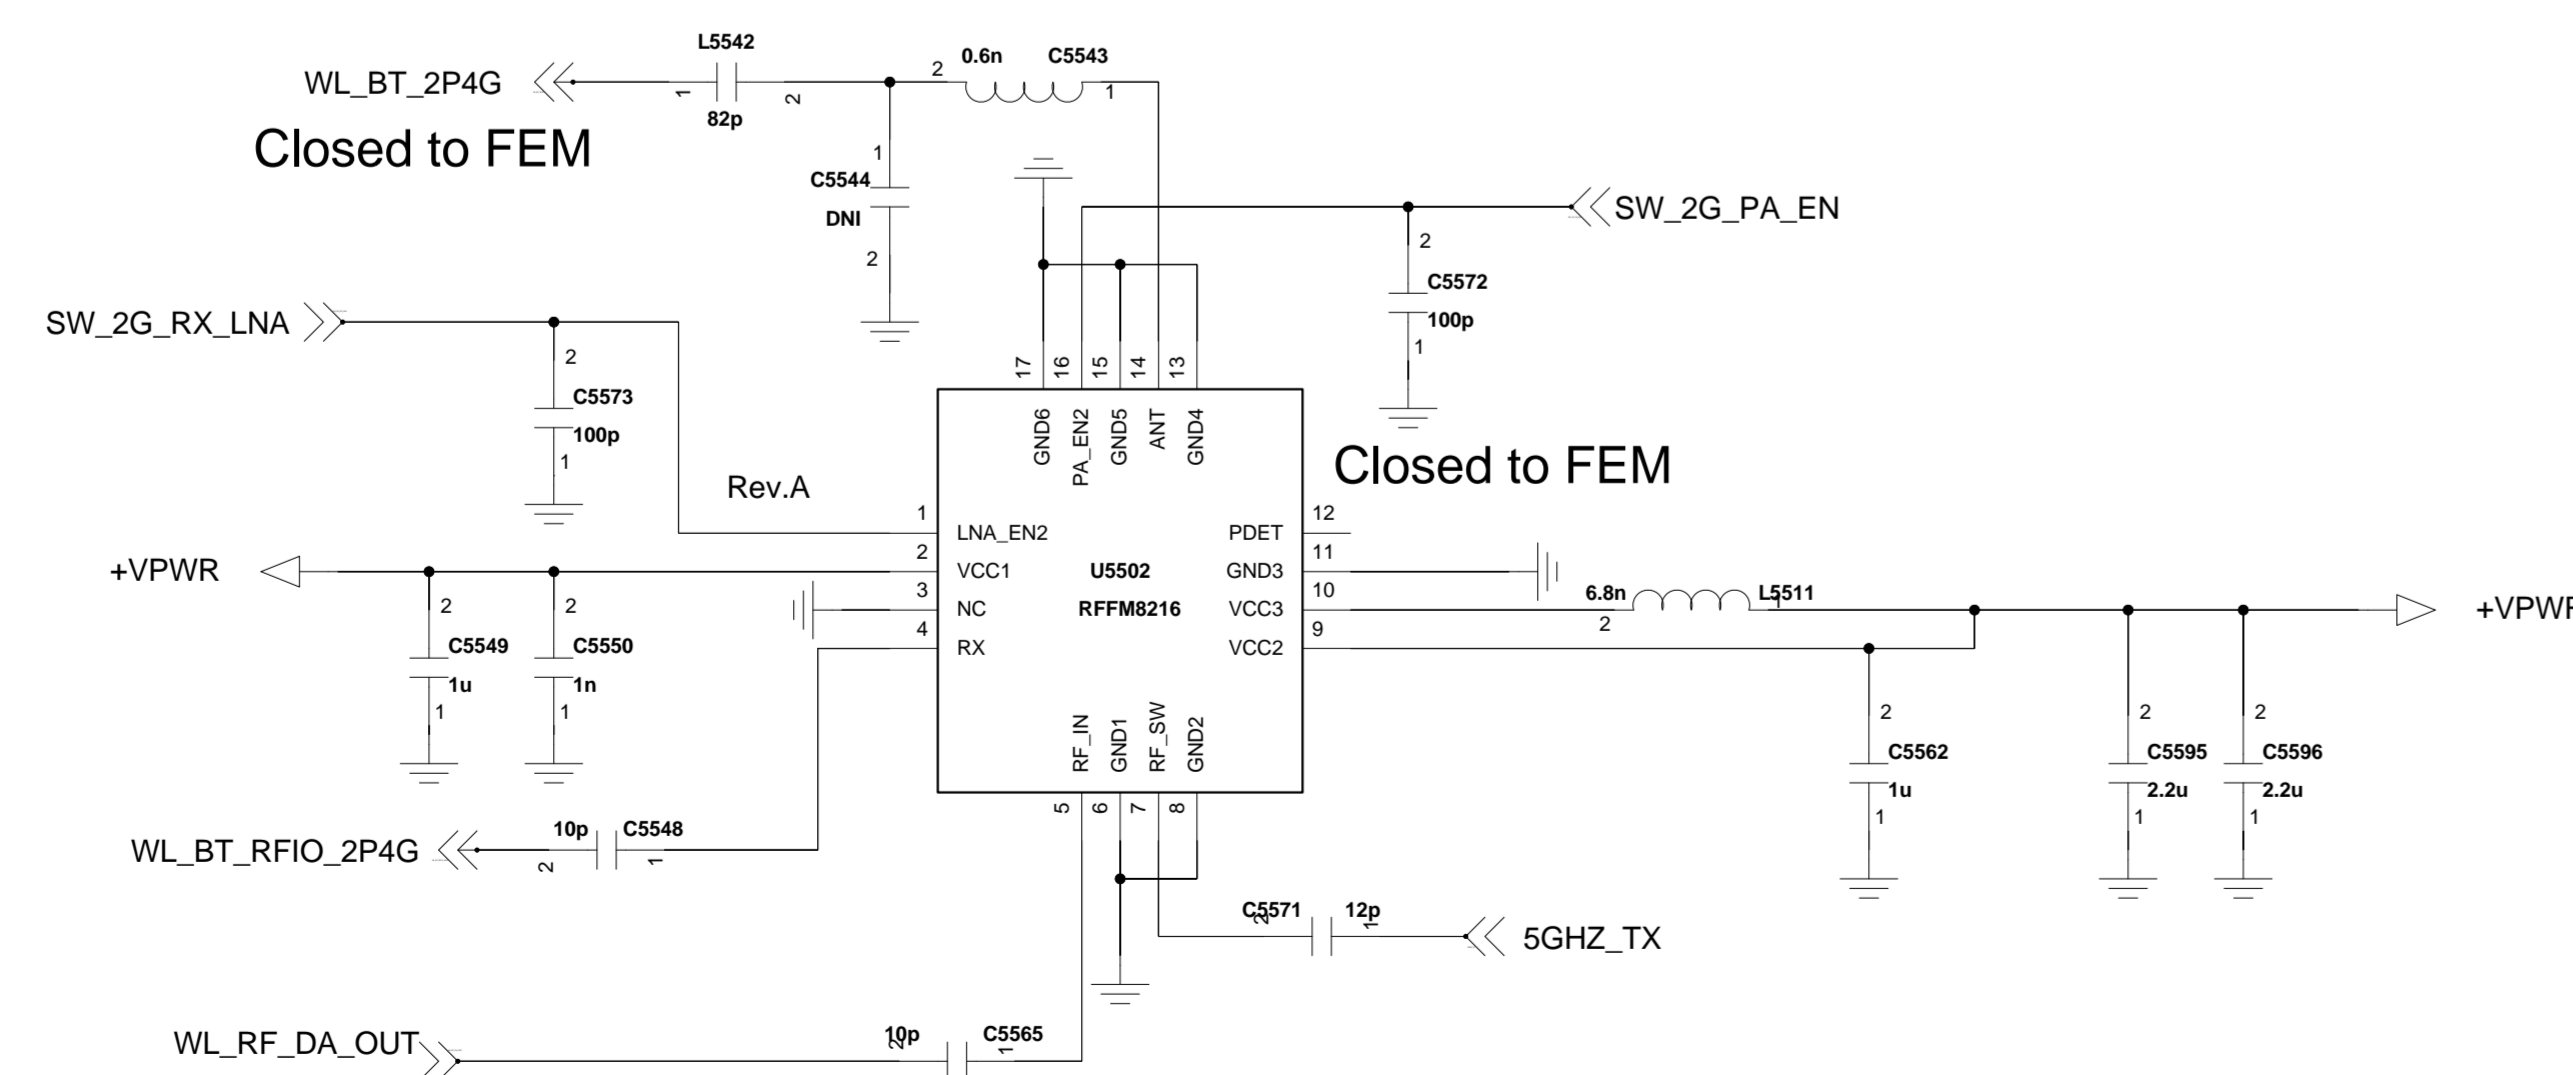 L5542
0.6n C5543
WL_BT_2P4G
2
1 2
1
82p
Closed to FEM
1
C5544
DNI
2
SW_2G_PA_EN
2
C5572
100p
1
SW_2G_RX_LNA
2
C5573
100p
1
17 16 15 14 13
GND6 PA_EN2 GND5 ANT GND4
Closed to FEM
Rev.A
1 LNA_EN2
PDET 12
+VPWR
2 VCC1
U5502
GND3 11
3 NC
RFFM8216
VCC3 10
6.8n L5511
2 1
+VPWR
4 RX
VCC2 9
2 2
C5549 C5550
1u 1n
1 1
RF_IN GND1 RF_SW GND2
5 6 7 8
2 2 2
C5562 C5595 C5596
1u 2.2u 2.2u
1 1 1
10p C5548
WL_BT_RFIO_2P4G
2 1
C5571 12p
2 1
5GHZ_TX
10p C5565
2 1
WL_RF_DA_OUT